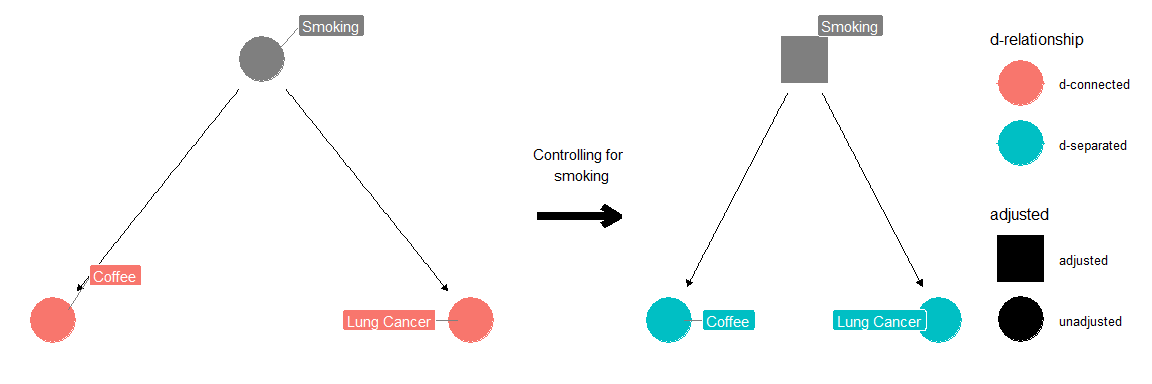 Smoking
Coffee
Lung Cancer
Controlling for
smoking
Smoking
Coffee
Lung Cancer
d-relationship
d-connected
d-separated
adjusted
adjusted
unadjusted